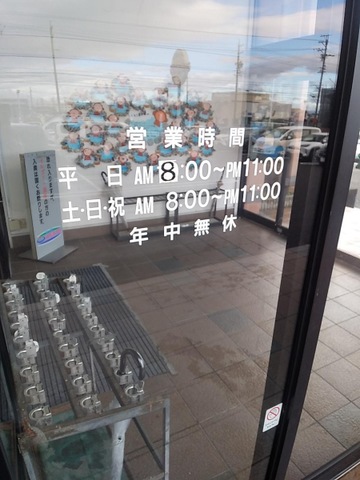 営業時間
平 日 AM 8:00~PM11:00
土・日・祝 AM 8:00~PM11:00
年中無休